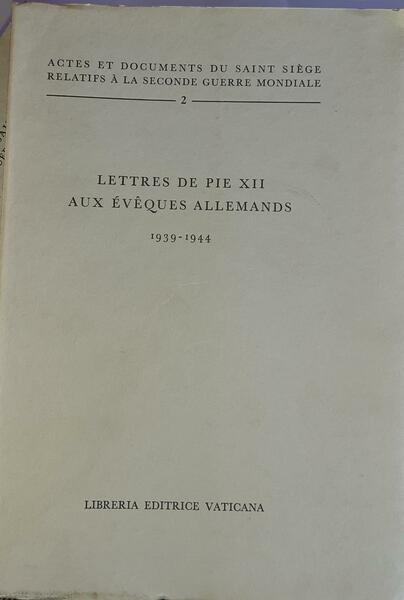 ACTES ET DOCUMENTS DU SAINT SIÈGE
RELATIFS À LA SECONDE GUERRE MONDIALE
2
LETTRES DE PIE XII
AUX ÉVÊQUES ALLEMANDS
1939-1944
LIBRERIA EDITRICE VATICANA